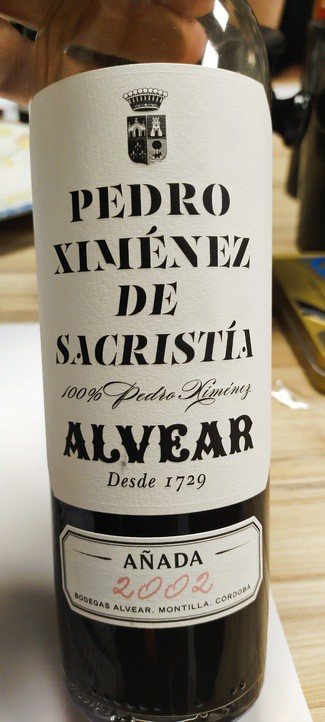 PEDRO
XIMÉNEZ
DE
SACRISTÍA
100% Pedro Ximénez
ALVEAR
Desde 1729
AÑADA
2002
BODEGAS ALVEAR. MONTILLA. CÓRDOBA